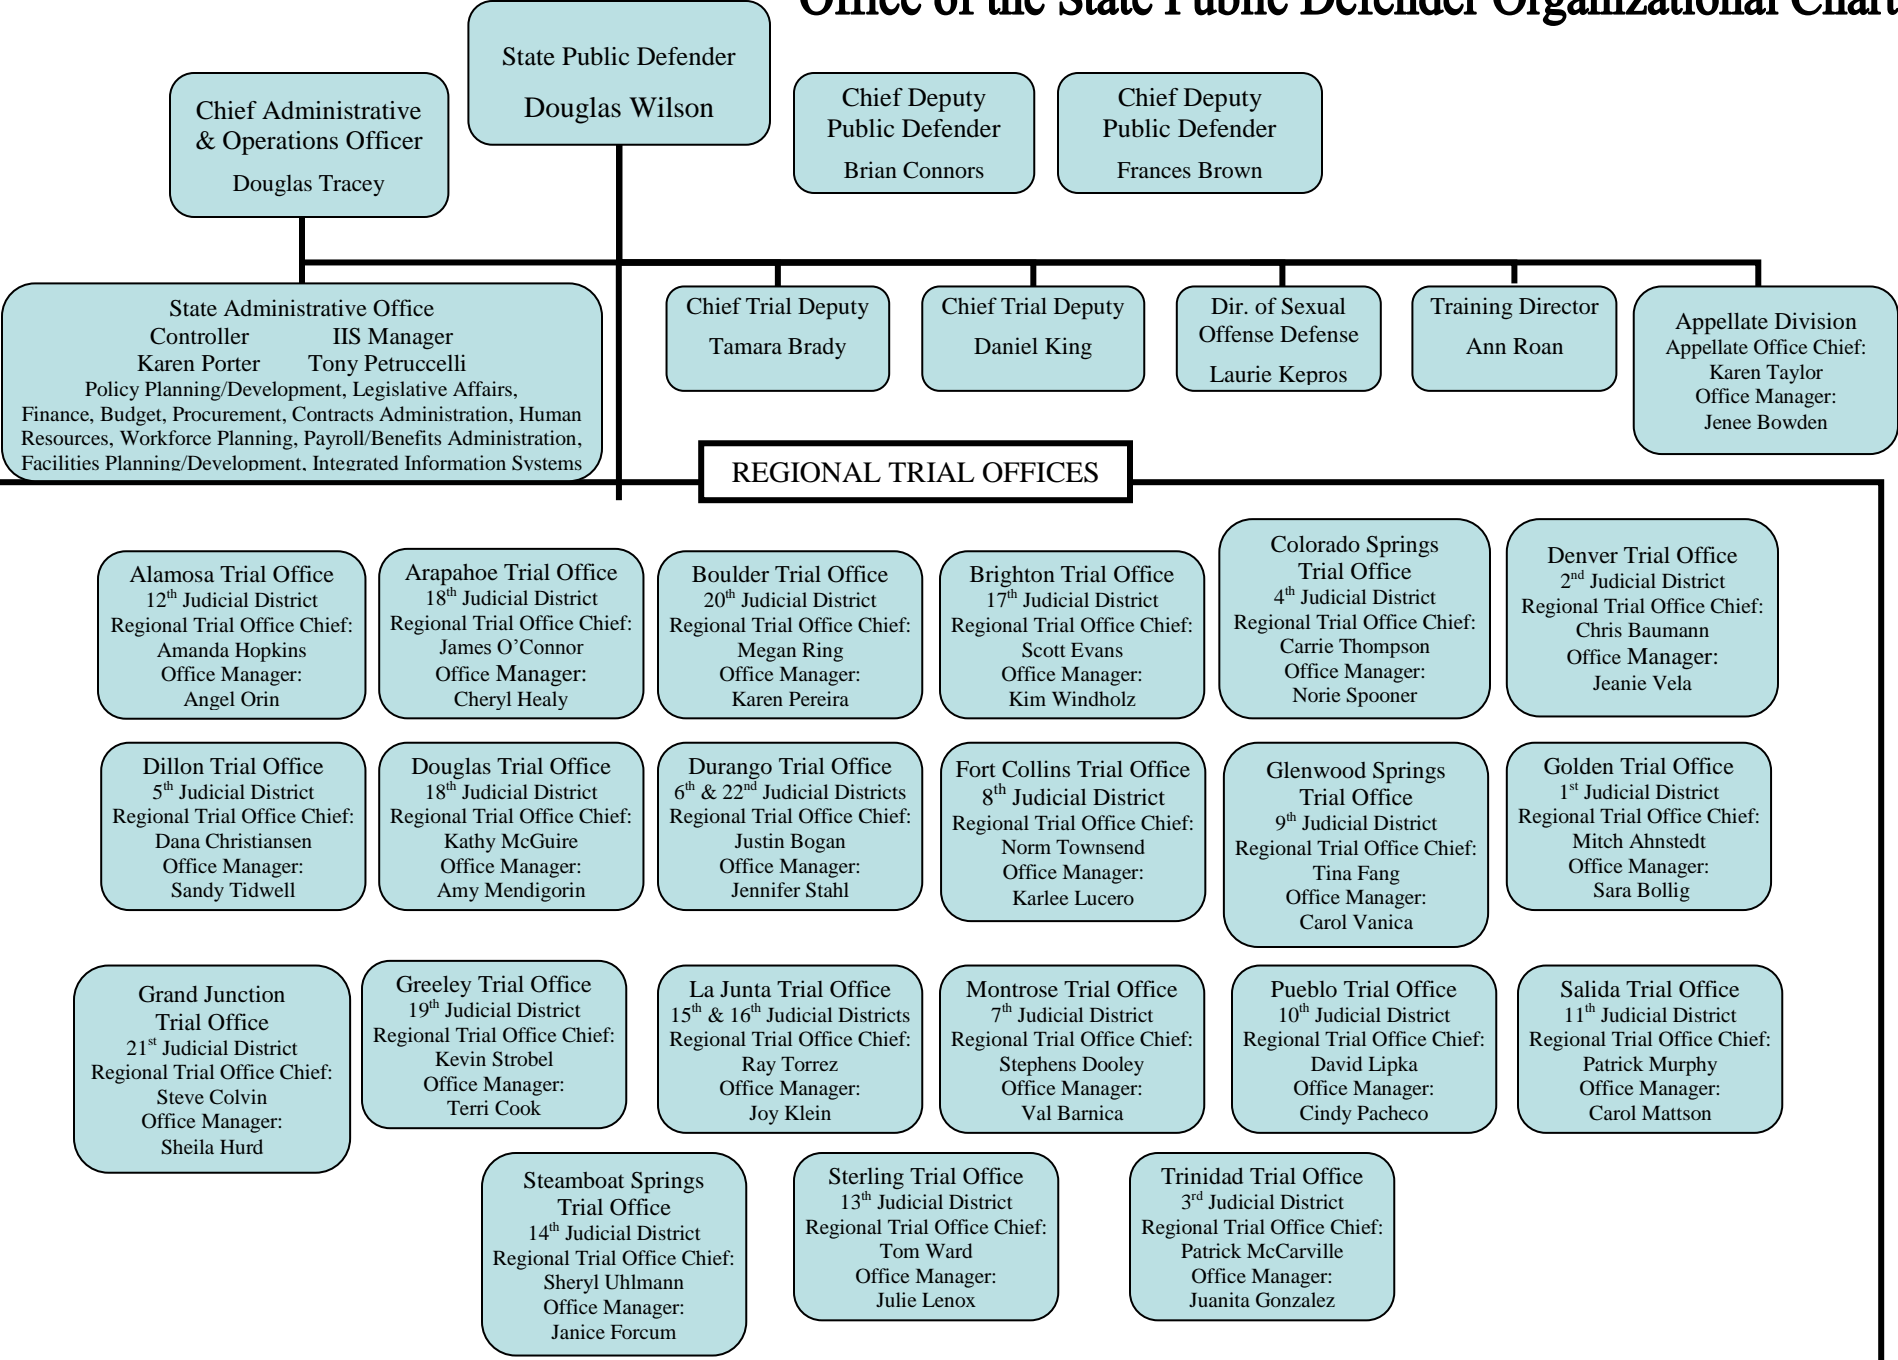 Office of the State Public Defender Organizational Chart
State Public Defender
Douglas Wilson
Chief Administrative
& Operations Officer
Douglas Tracey
Chief Deputy
Public Defender
Brian Connors
Chief Deputy
Public Defender
Frances Brown
State Administrative Office
Controller IIS Manager
Karen Porter Tony Petruccelli
Policy Planning/Development, Legislative Affairs,
Finance, Budget, Procurement, Contracts Administration, Human
Resources, Workforce Planning, Payroll/Benefits Administration,
Facilities Planning/Development, Integrated Information Systems
Chief Trial Deputy
Tamara Brady
Chief Trial Deputy
Daniel King
Dir. of Sexual
Offense Defense
Laurie Kepros
Training Director
Ann Roan
Appellate Division
Appellate Office Chief:
Karen Taylor
Office Manager:
Jenee Bowden
REGIONAL TRIAL OFFICES
Alamosa Trial Office
12th Judicial District
Regional Trial Office Chief:
Amanda Hopkins
Office Manager:
Angel Orin
Arapahoe Trial Office
18th Judicial District
Regional Trial Office Chief:
James O’Connor
Office Manager:
Cheryl Healy
Boulder Trial Office
20th Judicial District
Regional Trial Office Chief:
Megan Ring
Office Manager:
Karen Pereira
Brighton Trial Office
17th Judicial District
Regional Trial Office Chief:
Scott Evans
Office Manager:
Kim Windholz
Colorado Springs
Trial Office
4th Judicial District
Regional Trial Office Chief:
Carrie Thompson
Office Manager:
Norie Spooner
Denver Trial Office
2nd Judicial District
Regional Trial Office Chief:
Chris Baumann
Office Manager:
Jeanie Vela
Dillon Trial Office
5th Judicial District
Regional Trial Office Chief:
Dana Christiansen
Office Manager:
Sandy Tidwell
Douglas Trial Office
18th Judicial District
Regional Trial Office Chief:
Kathy McGuire
Office Manager:
Amy Mendigorin
Durango Trial Office
6th & 22nd Judicial Districts
Regional Trial Office Chief:
Justin Bogan
Office Manager:
Jennifer Stahl
Fort Collins Trial Office
8th Judicial District
Regional Trial Office Chief:
Norm Townsend
Office Manager:
Karlee Lucero
Glenwood Springs
Trial Office
9th Judicial District
Regional Trial Office Chief:
Tina Fang
Office Manager:
Carol Vanica
Golden Trial Office
1st Judicial District
Regional Trial Office Chief:
Mitch Ahnstedt
Office Manager:
Sara Bollig
Grand Junction
Trial Office
21st Judicial District
Regional Trial Office Chief:
Steve Colvin
Office Manager:
Sheila Hurd
Greeley Trial Office
19th Judicial District
Regional Trial Office Chief:
Kevin Strobel
Office Manager:
Terri Cook
La Junta Trial Office
15th & 16th Judicial Districts
Regional Trial Office Chief:
Ray Torrez
Office Manager:
Joy Klein
Montrose Trial Office
7th Judicial District
Regional Trial Office Chief:
Stephens Dooley
Office Manager:
Val Barnica
Pueblo Trial Office
10th Judicial District
Regional Trial Office Chief:
David Lipka
Office Manager:
Cindy Pacheco
Salida Trial Office
11th Judicial District
Regional Trial Office Chief:
Patrick Murphy
Office Manager:
Carol Mattson
Steamboat Springs
Trial Office
14th Judicial District
Regional Trial Office Chief:
Sheryl Uhlmann
Office Manager:
Janice Forcum
Sterling Trial Office
13th Judicial District
Regional Trial Office Chief:
Tom Ward
Office Manager:
Julie Lenox
Trinidad Trial Office
3rd Judicial District
Regional Trial Office Chief:
Patrick McCarville
Office Manager:
Juanita Gonzalez